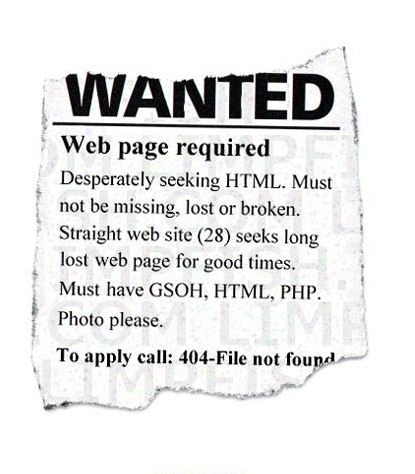 WANTED
Web page required
Desperately seeking HTML. Must
not be missing, lost or broken.
Straight web site (28) seeks long
lost web page for good times.
Must have GSOH, HTML, PHP.
Photo please.
To apply call: 404-File not found